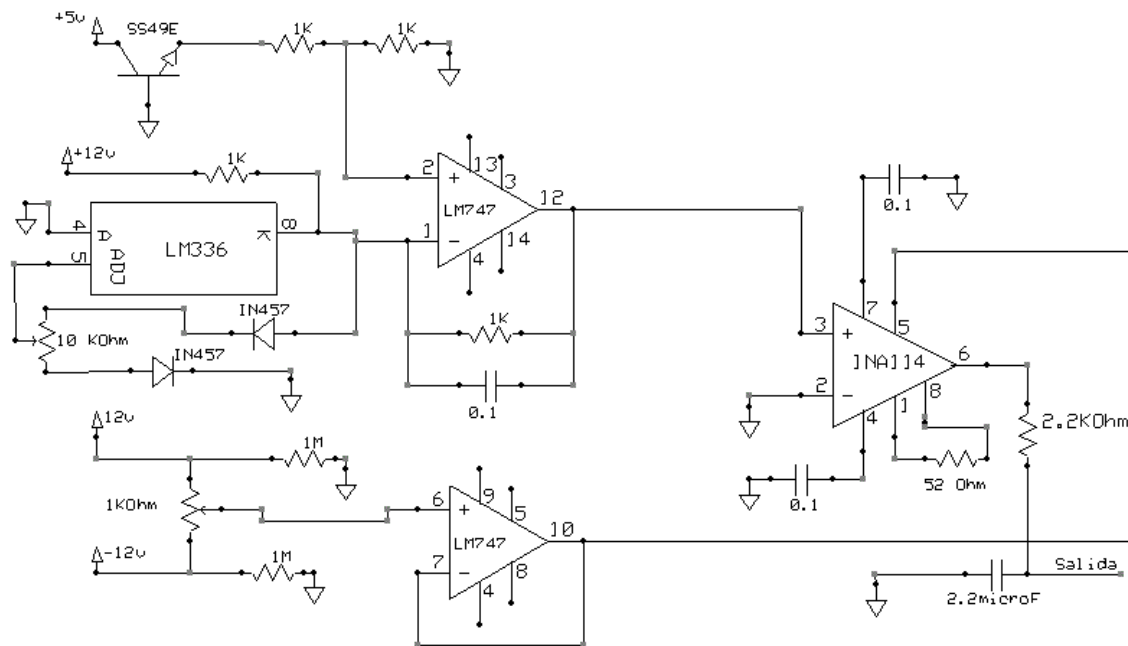 +5v
SS49E
1K
1K
+12v
1K
4
A
8
K
5
ADJ
LM336
2
+
13
3
LM747
12
1
-
14
4
1K
0.1
IN457
10 KOhm
IN457
0.1
7
5
3
+
INA114
6
2
-
8
1
4
2.2KOhm
52 Ohm
0.1
12v
1M
1KOhm
-12v
1M
6
+
9
5
LM747
10
7
-
8
4
Salida
2.2microF